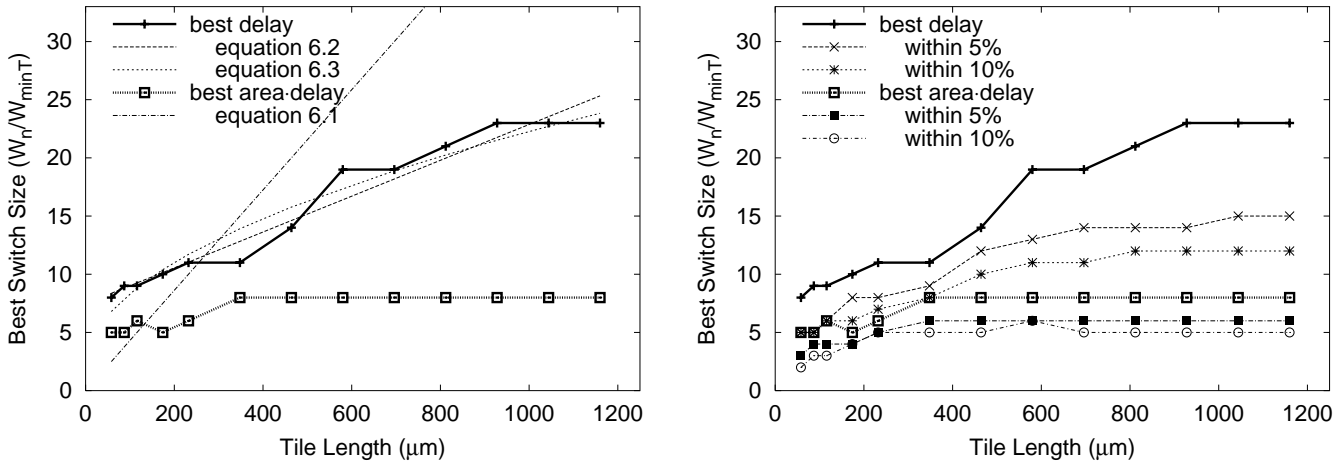 best delay
equation 6.2
equation 6.3
best area·delay
equation 6.1
Best Switch Size (Wn/WminT)
30
25
20
15
10
5
0
0 200 400 600 800 1000 1200
Tile Length (μm)
best delay
within 5%
within 10%
best area·delay
within 5%
within 10%
Best Switch Size (Wn/WminT)
30
25
20
15
10
5
0
0 200 400 600 800 1000 1200
Tile Length (μm)